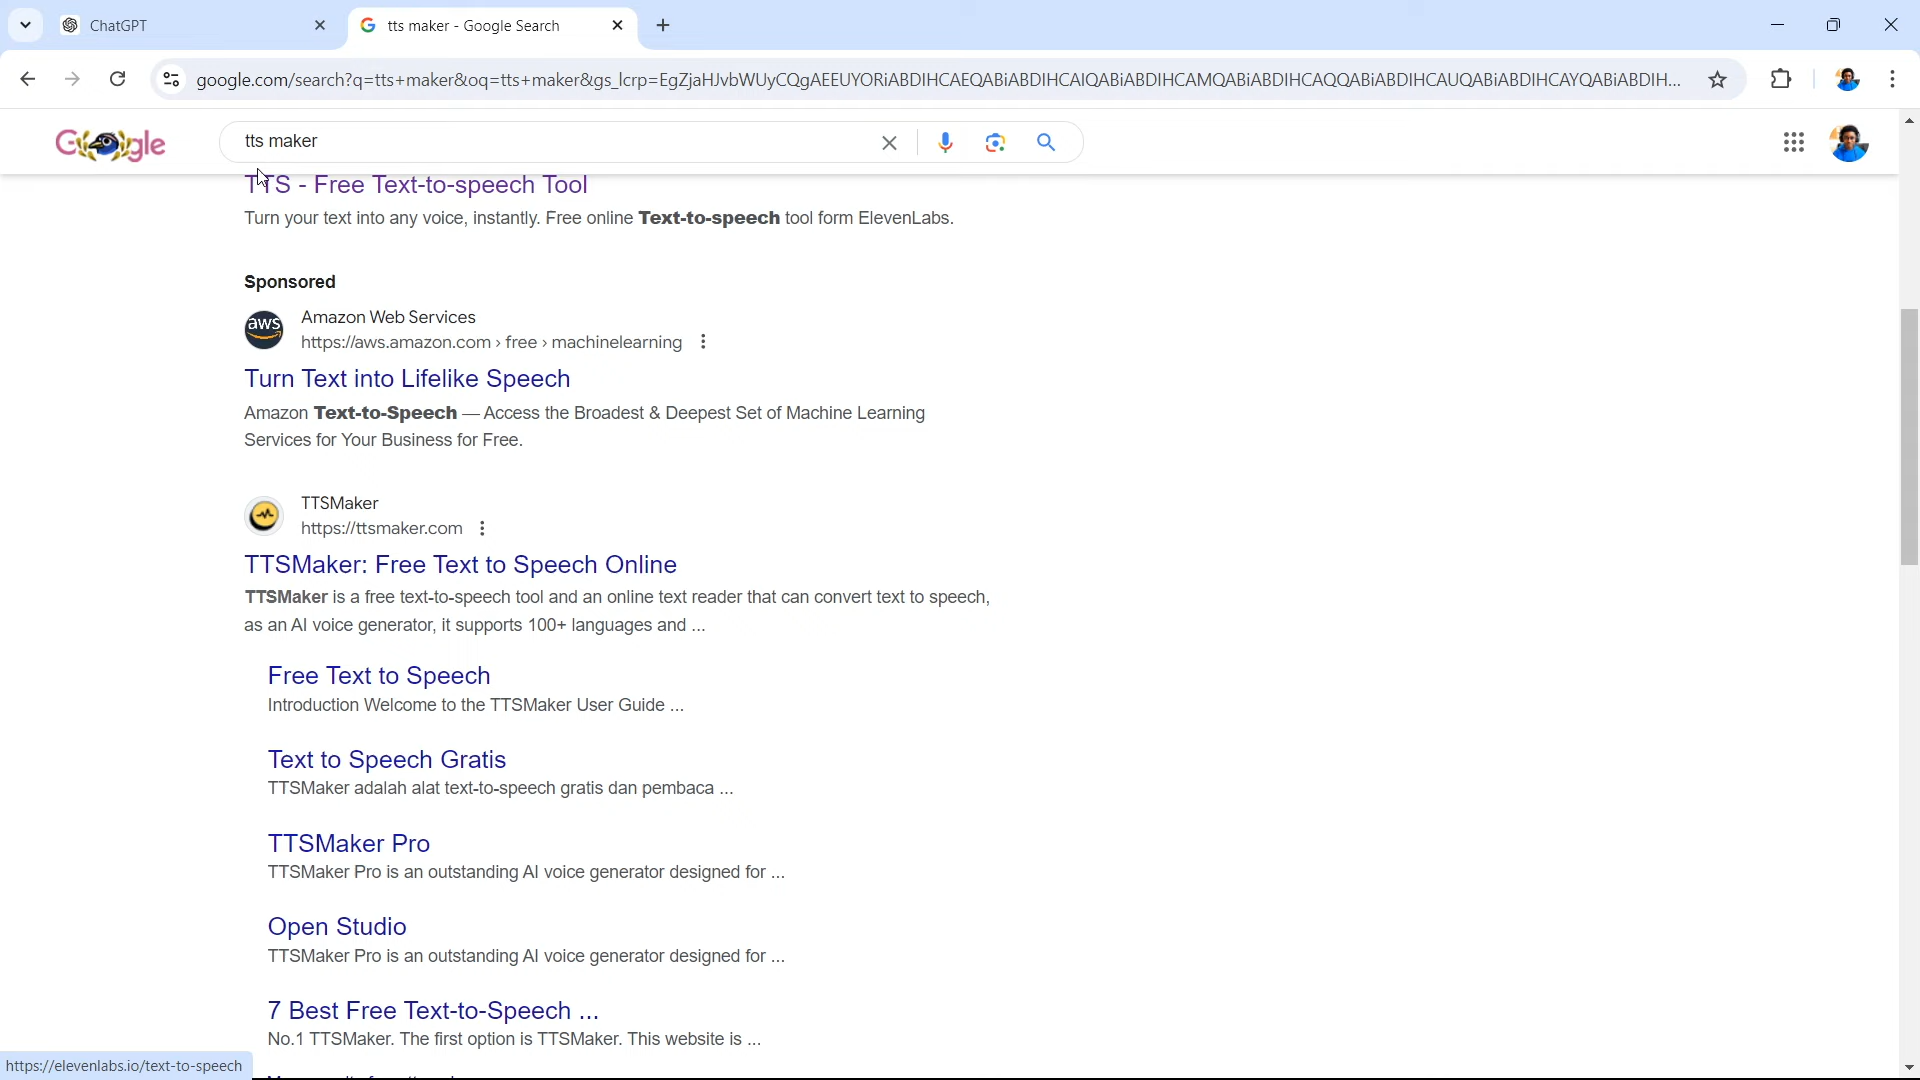 ChatGPT
tts maker - Google Search
google.com/search?q=tts+maker&oq=tts+maker&gs_lcrp=EgZjaHJvbWUyCQgAEEUYORiABDIHCAEQABiABDIHCAIQABiABDIHCAMQABiABDIHCAQQABiABDIHCAUQABiABDIHCAYQABiABDIH...
Google
tts maker
TTS - Free Text-to-speech Tool
Turn your text into any voice, instantly. Free online Text-to-speech tool form ElevenLabs.
Sponsored
aws
Amazon Web Services
https://aws.amazon.com › free › machinelearning
Turn Text into Lifelike Speech
Amazon Text-to-Speech — Access the Broadest & Deepest Set of Machine Learning
Services for Your Business for Free.
TTSMaker
https://ttsmaker.com
TTSMaker: Free Text to Speech Online
TTSMaker is a free text-to-speech tool and an online text reader that can convert text to speech,
as an AI voice generator, it supports 100+ languages and ...
Free Text to Speech
Introduction Welcome to the TTSMaker User Guide ...
Text to Speech Gratis
TTSMaker adalah alat text-to-speech gratis dan pembaca ...
TTSMaker Pro
TTSMaker Pro is an outstanding AI voice generator designed for ...
Open Studio
TTSMaker Pro is an outstanding AI voice generator designed for ...
7 Best Free Text-to-Speech ...
No.1 TTSMaker. The first option is TTSMaker. This website is ...
https://elevenlabs.io/text-to-speech